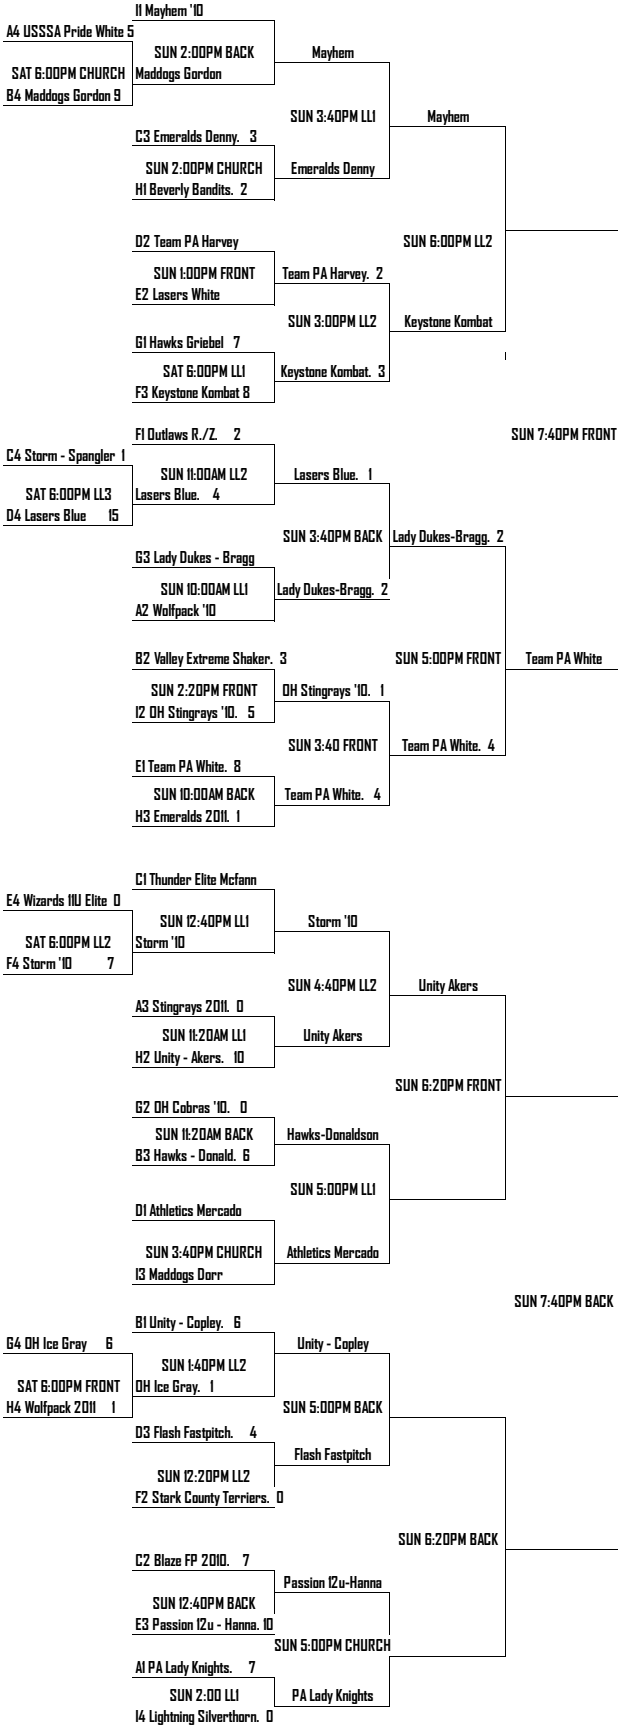 I1 Mayhem '10
A4 USSSA Pride White 5
SUN 2:00PM BACK
Mayhem
SAT 6:00PM CHURCH
Maddogs Gordon
B4 Maddogs Gordon 9
SUN 3:40PM LL1
Mayhem
C3 Emeralds Denny. 3
SUN 2:00PM CHURCH
Emeralds Denny
H1 Beverly Bandits. 2
D2 Team PA Harvey
SUN 6:00PM LL2
SUN 1:00PM FRONT
Team PA Harvey. 2
E2 Lasers White
SUN 3:00PM LL2
Keystone Kombat
G1 Hawks Griebel 7
SAT 6:00PM LL1
Keystone Kombat. 3
F3 Keystone Kombat 8
F1 Outlaws R./Z. 2
SUN 7:40PM FRONT
C4 Storm - Spangler 1
SUN 11:00AM LL2
Lasers Blue. 1
SAT 6:00PM LL3
Lasers Blue. 4
D4 Lasers Blue 15
SUN 3:40PM BACK
Lady Dukes-Bragg. 2
G3 Lady Dukes - Bragg
SUN 10:00AM LL1
Lady Dukes-Bragg. 2
A2 Wolfpack '10
B2 Valley Extreme Shaker. 3
SUN 5:00PM FRONT
Team PA White
SUN 2:20PM FRONT
OH Stingrays '10. 1
I2 OH Stingrays '10. 5
SUN 3:40 FRONT
Team PA White. 4
E1 Team PA White. 8
SUN 10:00AM BACK
Team PA White. 4
H3 Emeralds 2011. 1
C1 Thunder Elite Mcfann
E4 Wizards 11U Elite 0
SUN 12:40PM LL1
Storm '10
SAT 6:00PM LL2
Storm '10
F4 Storm '10 7
SUN 4:40PM LL2
Unity Akers
A3 Stingrays 2011. 0
SUN 11:20AM LL1
Unity Akers
H2 Unity - Akers. 10
SUN 6:20PM FRONT
G2 OH Cobras '10. 0
SUN 11:20AM BACK
Hawks-Donaldson
B3 Hawks - Donald. 6
SUN 5:00PM LL1
D1 Athletics Mercado
SUN 3:40PM CHURCH
Athletics Mercado
I3 Maddogs Dorr
SUN 7:40PM BACK
B1 Unity - Copley. 6
G4 OH Ice Gray 6
SUN 1:40PM LL2
Unity - Copley
SAT 6:00PM FRONT
OH Ice Gray. 1
H4 Wolfpack 2011 1
SUN 5:00PM BACK
D3 Flash Fastpitch. 4
SUN 12:20PM LL2
Flash Fastpitch
F2 Stark County Terriers. 0
SUN 6:20PM BACK
C2 Blaze FP 2010. 7
Passion 12u-Hanna
SUN 12:40PM BACK
E3 Passion 12u - Hanna. 10
SUN 5:00PM CHURCH
A1 PA Lady Knights. 7
SUN 2:00 LL1
PA Lady Knights
I4 Lightning Silverthorn. 0